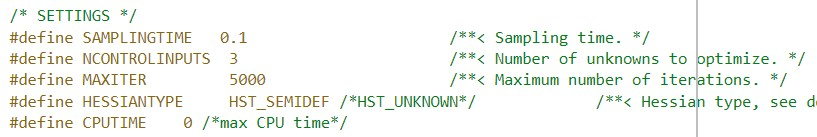 /* SETTINGS */
#define SAMPLINGTIME   0.1                      /**< Sampling time. */
#define NCONTROLINPUTS  3                       /**< Number of unknowns to optimize. */
#define MAXITER         5000                    /**< Maximum number of iterations. */
#define HESSIANTYPE     HST_SEMIDEF /*HST_UNKNOWN*/             /**< Hessian type, see
#define CPUTIME    0 /*max CPU time*/